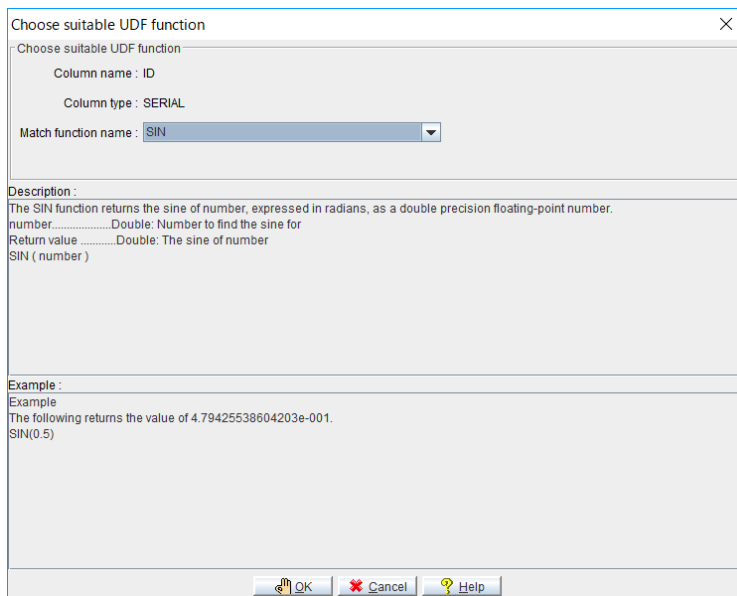 Choose suitable UDF function
Choose suitable UDF function
Column name : ID
Column type : SERIAL
Match function name : SIN
Description :
The SIN function returns the sine of number, expressed in radians, as a double precision floating-point number.
number...................Double: Number to find the sine for
Return value ...........Double: The sine of number
SIN ( number )
Example :
Example
The following returns the value of 4.79425538604203e-001.
SIN(0.5)
OK Cancel Help